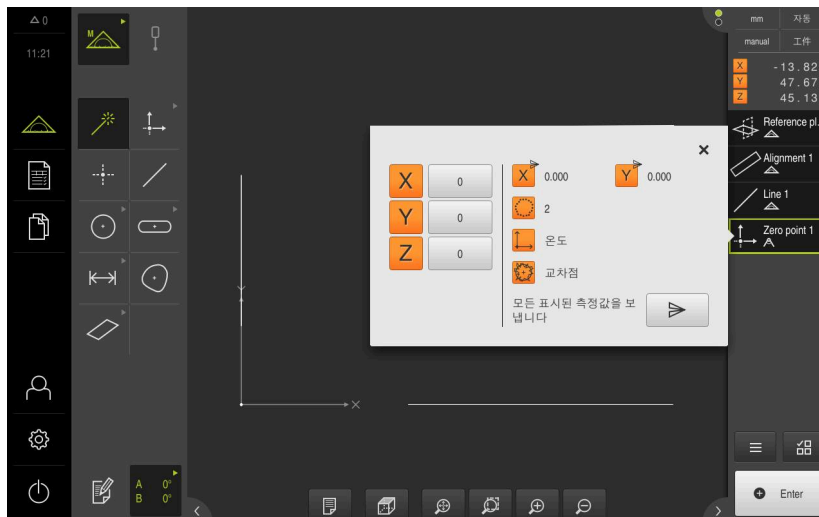 0
11:21
M
A 0°
B 0°
X
0
Y
0
Z
0
X 0.000
Y 0.000
2
온도
교차점
모든 표시된 측정값을 보
냅니다
mm
자동
manual
工件
X -13.82
Y 47.67
Z 45.13
Reference pl.
Alignment 1
Line 1
Zero point 1
Enter
Y
X